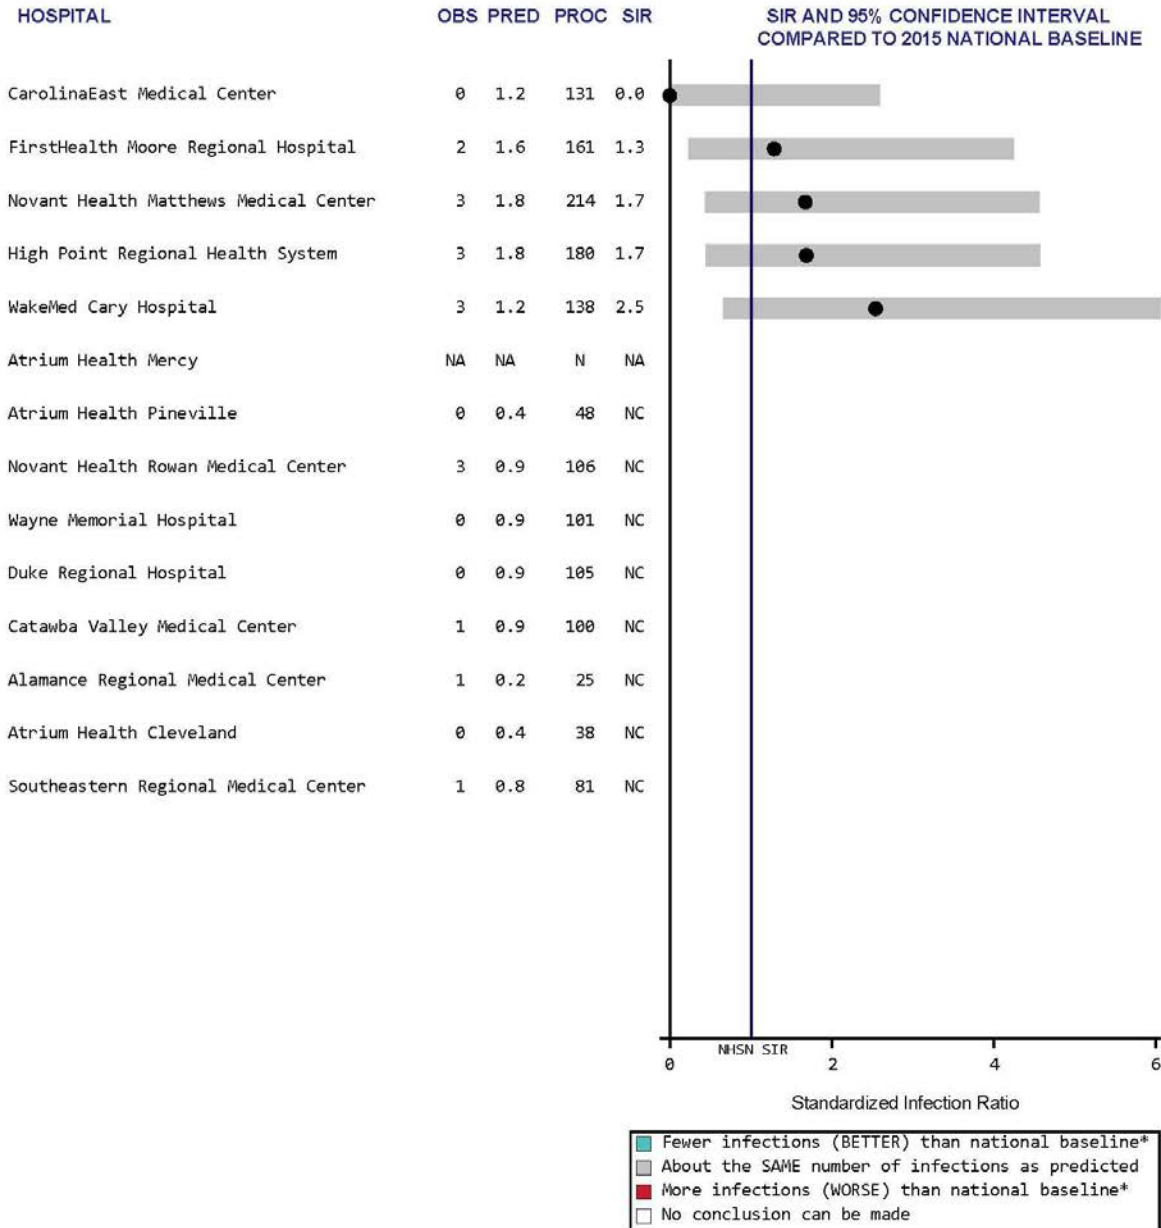 HOSPITAL OBS PRED PROC SIR SIR AND 95% CONFIDENCE INTERVAL
COMPARED TO 2015 NATIONAL BASELINE
CarolinaEast Medical Center 0 1.2 131 0.0
FirstHealth Moore Regional Hospital 2 1.6 161 1.3
Novant Health Matthews Medical Center 3 1.8 214 1.7
High Point Regional Health System 3 1.8 180 1.7
WakeMed Cary Hospital 3 1.2 138 2.5
Atrium Health Mercy NA NA N NA
Atrium Health Pineville 0 0.4 48 NC
Novant Health Rowan Medical Center 3 0.9 106 NC
Wayne Memorial Hospital 0 0.9 101 NC
Duke Regional Hospital 0 0.9 105 NC
Catawba Valley Medical Center 1 0.9 100 NC
Alamance Regional Medical Center 1 0.2 25 NC
Atrium Health Cleveland 0 0.4 38 NC
Southeastern Regional Medical Center 1 0.8 81 NC
NHSN SIR
0 2 4 6
Standardized Infection Ratio
Fewer infections (BETTER) than national baseline*
About the SAME number of infections as predicted
More infections (WORSE) than national baseline*
No conclusion can be made